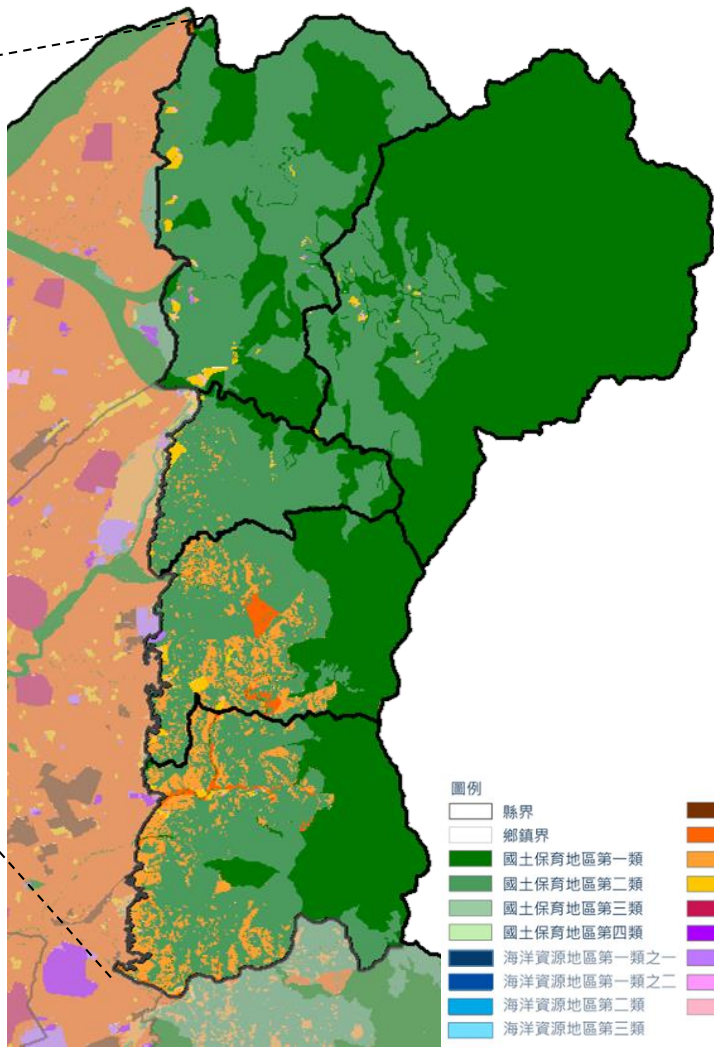 圖例
縣界
鄉鎮界
國土保育地區第一類
國土保育地區第二類
國土保育地區第三類
國土保育地區第四類
海洋資源地區第一類之一
海洋資源地區第一類之二
海洋資源地區第二類
海洋資源地區第三類